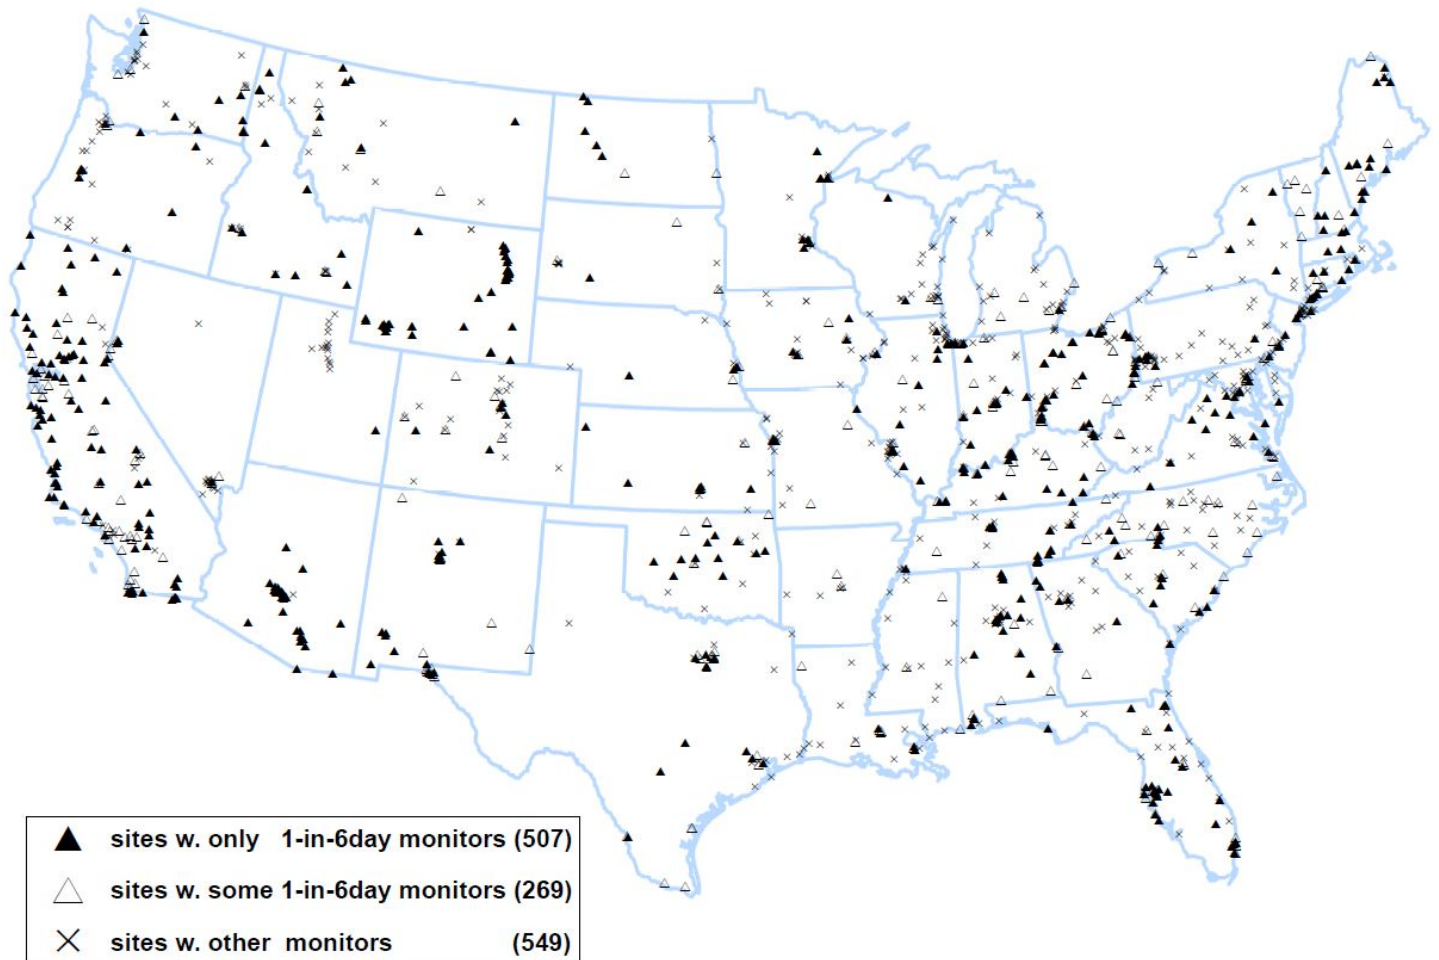 sites w. only 1-in-6day monitors (507)
sites w. some 1-in-6day monitors (269)
sites w. other monitors (549)